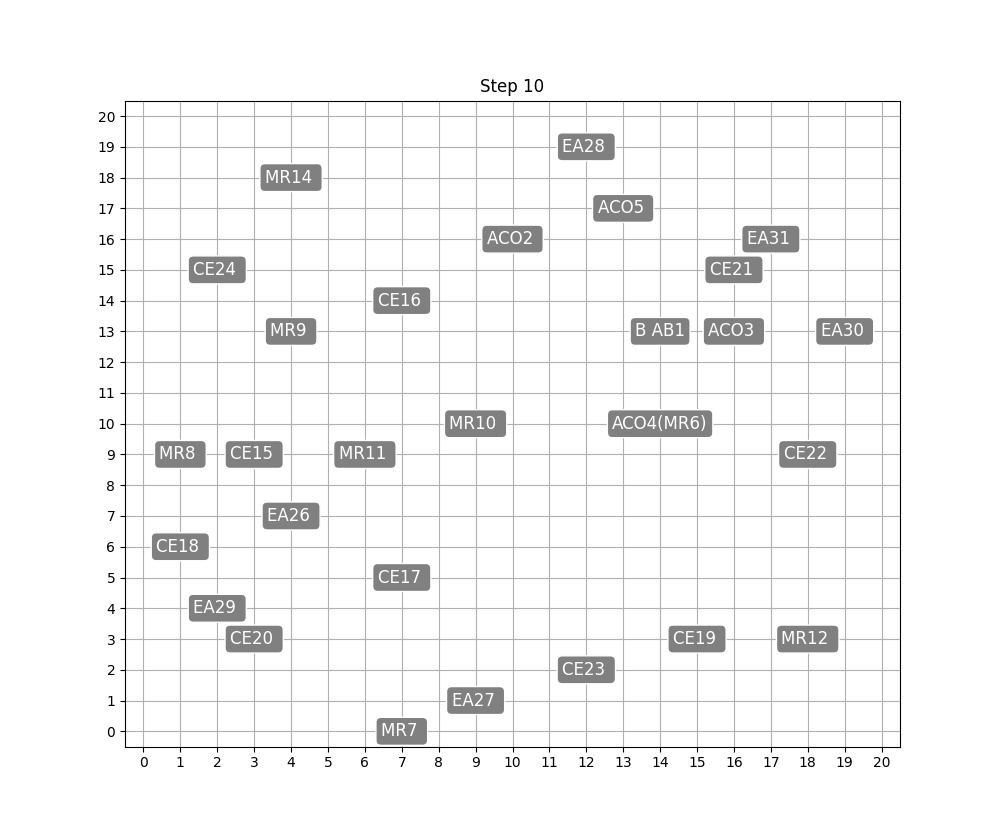 Step 10
20
19
18
17
16
15
14
13
12
11
10
9
8
7
6
5
4
3
2
1
0
EA28
MR14
ACO5
ACO2
EA31
CE24
CE21
CE16
MR9
B AB1
ACO3
EA30
MR10
ACO4(MR6)
MR8
CE15
MR11
CE22
EA26
CE18
CE17
EA29
CE20
CE19
MR12
CE23
EA27
MR7
0 1 2 3 4 5 6 7 8 9 10 11 12 13 14 15 16 17 18 19 20